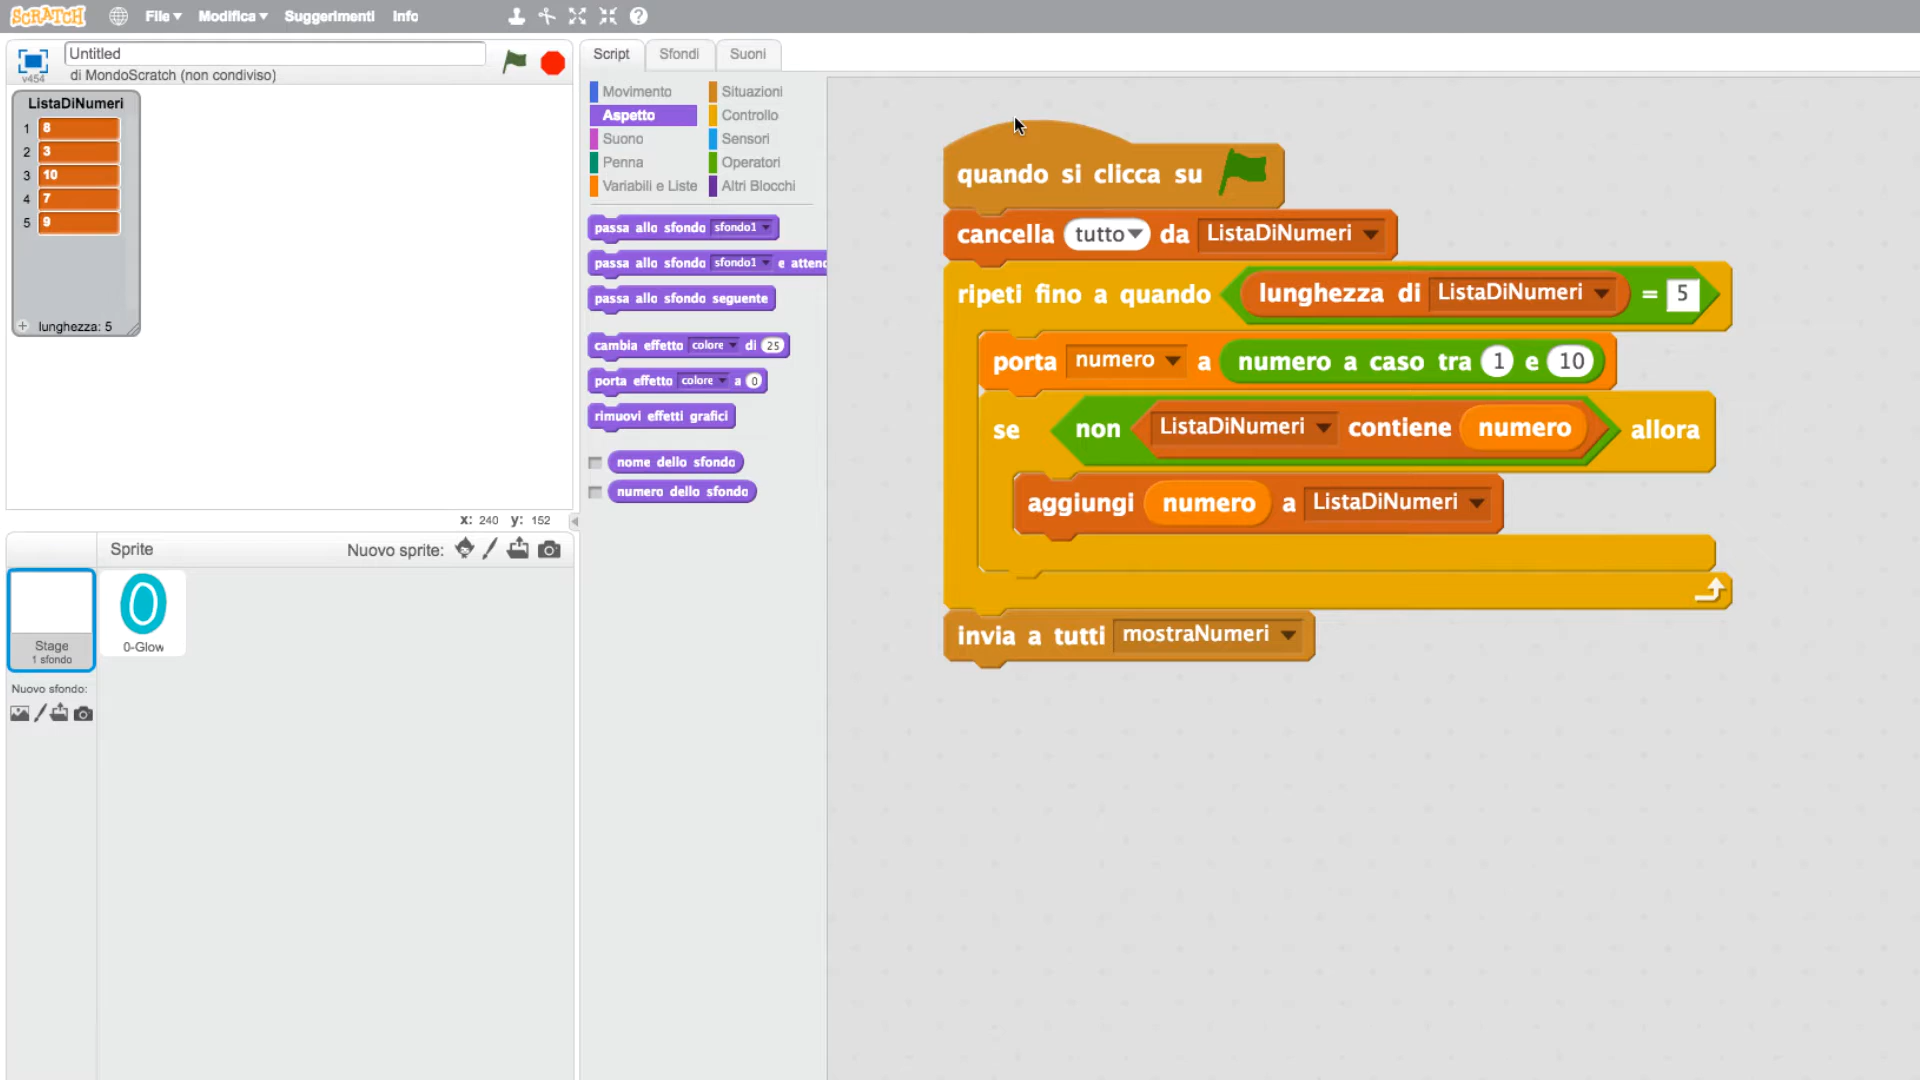 SCRATCH File Modifica Suggerimenti Info
v454
Untitled
di MondoScratch (non condiviso)
ListaDiNumeri
1 8
2 3
3 10
4 7
5 9
lunghezza: 5
x: 240 y: 152
Sprite Nuovo sprite:
Stage
1 sfondo
0-Glow
Nuovo sfondo:
Script Sfondi Suoni
Movimento Situazioni
Aspetto Controllo
Suono Sensori
Penna Operatori
Variabili e Liste Altri Blocchi
passa allo sfondo sfondo1
passa allo sfondo sfondo1 e attend
passa allo sfondo seguente
cambia effetto colore di 25
porta effetto colore a 0
rimuovi effetti grafici
nome dello sfondo
numero dello sfondo
quando si clicca su
cancella tutto da ListaDiNumeri
ripeti fino a quando lunghezza di ListaDiNumeri = 5
porta numero a numero a caso tra 1 e 10
se non ListaDiNumeri contiene numero allora
aggiungi numero a ListaDiNumeri
invia a tutti mostraNumeri